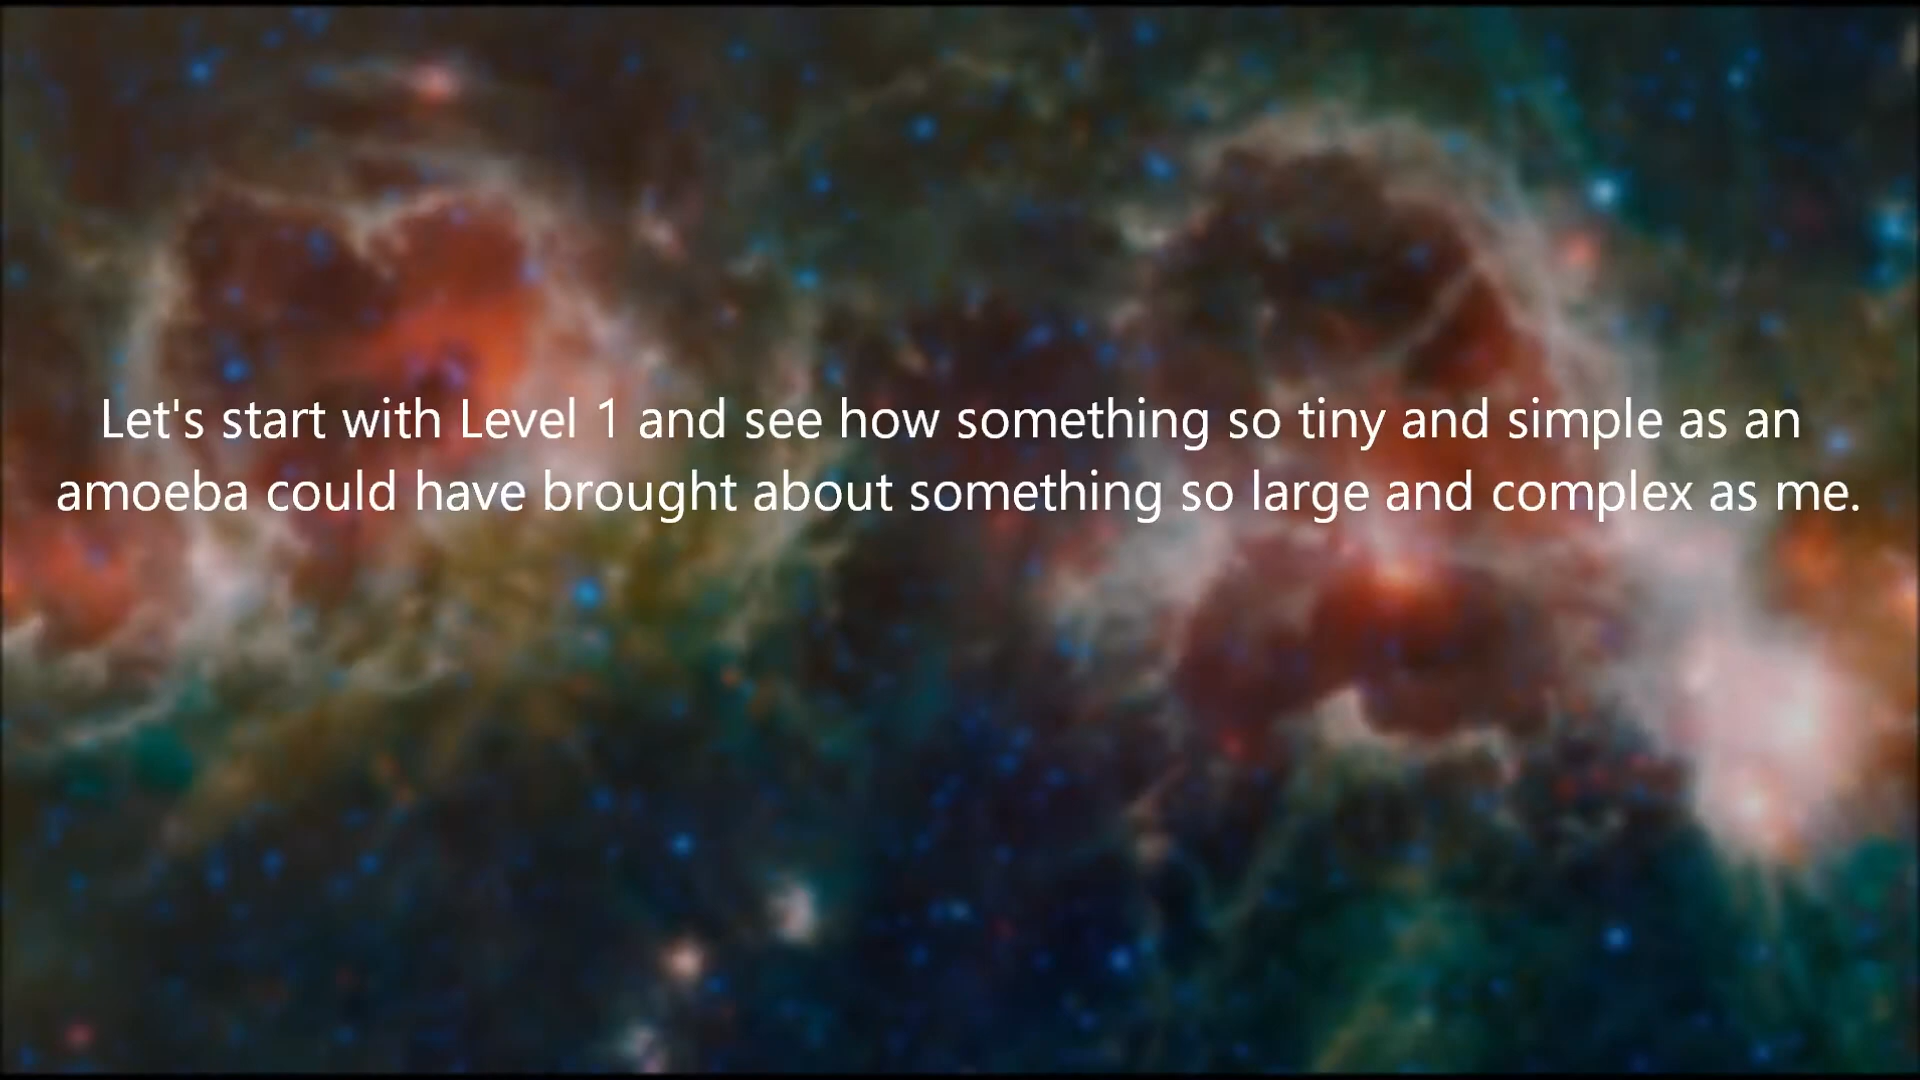 Let's start with Level 1 and see how something so tiny and simple as an
amoeba could have brought about something so large and complex as me.